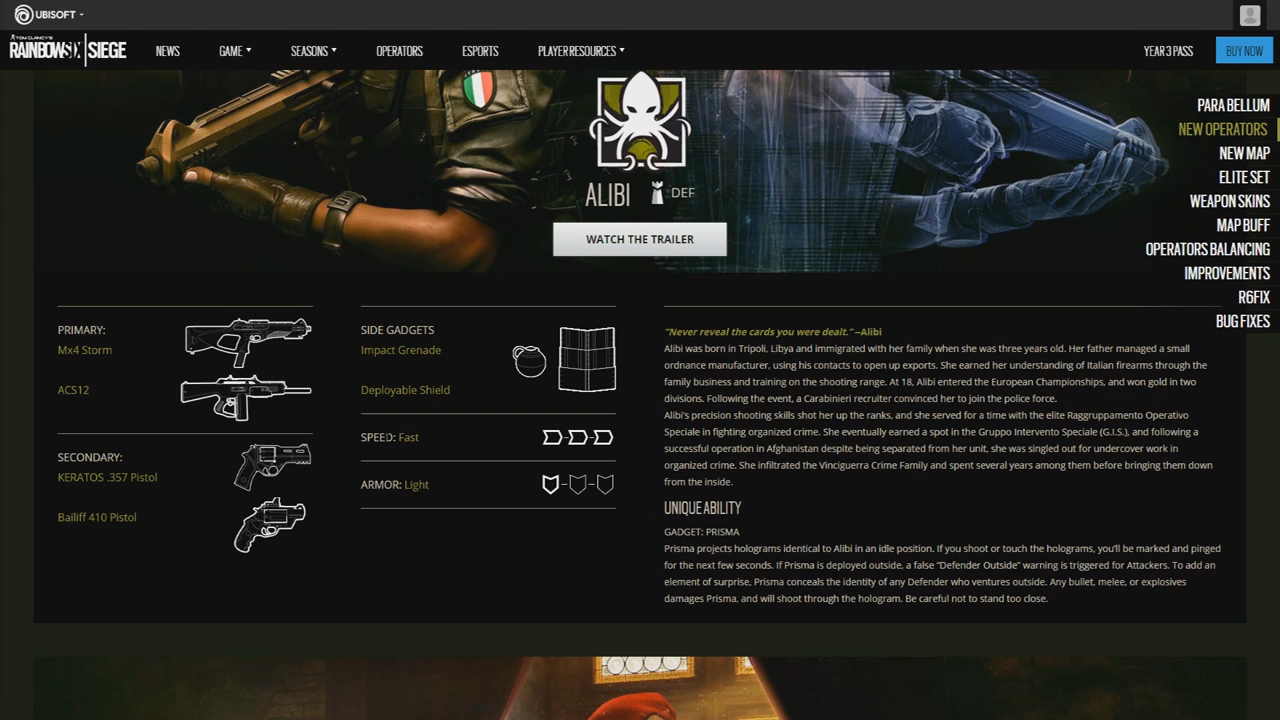 UBISOFT
TOM CLANCY'S
RAINBOWSIX | SIEGE
NEWS
GAME
SEASONS
OPERATORS
ESPORTS
PLAYER RESOURCES
YEAR 3 PASS
BUY NOW
PARA BELLUM
NEW OPERATORS
NEW MAP
ELITE SET
WEAPON SKINS
MAP BUFF
OPERATORS BALANCING
IMPROVEMENTS
R6FIX
BUG FIXES
ALIBI
DEF
WATCH THE TRAILER
PRIMARY:
Mx4 Storm
ACS12
SECONDARY:
KERATOS .357 Pistol
Bailiff 410 Pistol
SIDE GADGETS
Impact Grenade
Deployable Shield
SPEED: Fast
ARMOR: Light
"Never reveal the cards you were dealt." –Alibi
Alibi was born in Tripoli, Libya and immigrated with her family when she was three years old. Her father managed a small
ordnance manufacturer, using his contacts to open up exports. She earned her understanding of Italian firearms through the
family business and training on the shooting range. At 18, Alibi entered the European Championships, and won gold in two
divisions. Following the event, a Carabinieri recruiter convinced her to join the police force.
Alibi's precision shooting skills shot her up the ranks, and she served for a time with the elite Raggruppamento Operativo
Speciale in fighting organized crime. She eventually earned a spot in the Gruppo Intervento Speciale (G.I.S.), and following a
successful operation in Afghanistan despite being separated from her unit, she was singled out for undercover work in
organized crime. She infiltrated the Vinciguerra Crime Family and spent several years among them before bringing them down
from the inside.
UNIQUE ABILITY
GADGET: PRISMA
Prisma projects holograms identical to Alibi in an idle position. If you shoot or touch the holograms, you'll be marked and pinged
for the next few seconds. If Prisma is deployed outside, a false "Defender Outside" warning is triggered for Attackers. To add an
element of surprise, Prisma conceals the identity of any Defender who ventures outside. Any bullet, melee, or explosives
damages Prisma, and will shoot through the hologram. Be careful not to stand too close.